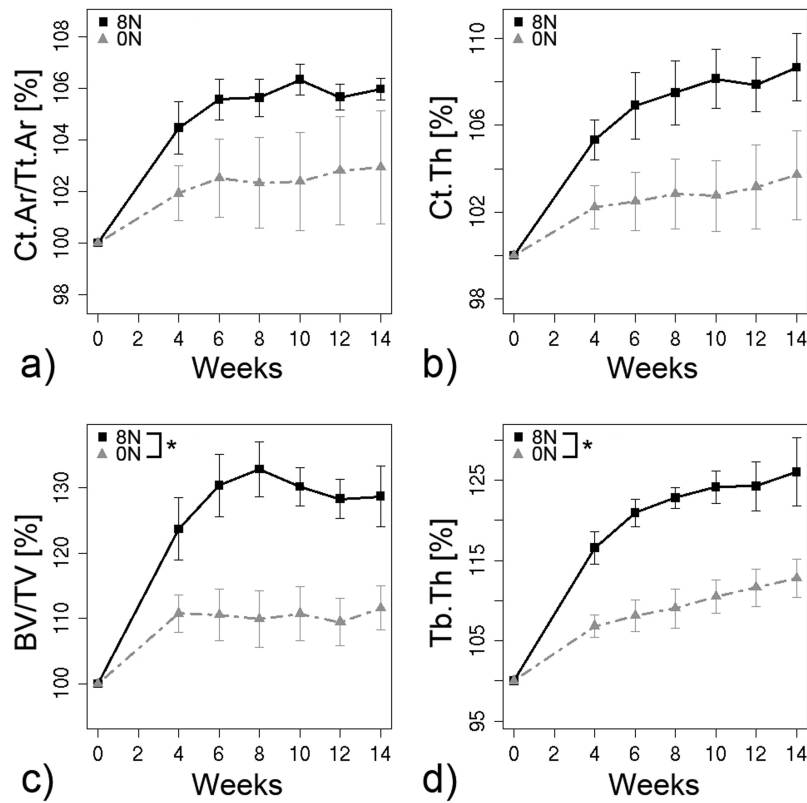 8N
0N
Ct.Ar/Tt.Ar [%]
98 100 102 104 106 108
0 2 4 6 8 10 12 14
Weeks
a)
8N
0N
Ct.Th [%]
98 102 106 110
0 2 4 6 8 10 12 14
Weeks
b)
8N
0N
*
BV/TV [%]
100 110 120 130
0 2 4 6 8 10 12 14
Weeks
c)
8N
0N
*
Tb.Th [%]
95 105 115 125
0 2 4 6 8 10 12 14
Weeks
d)